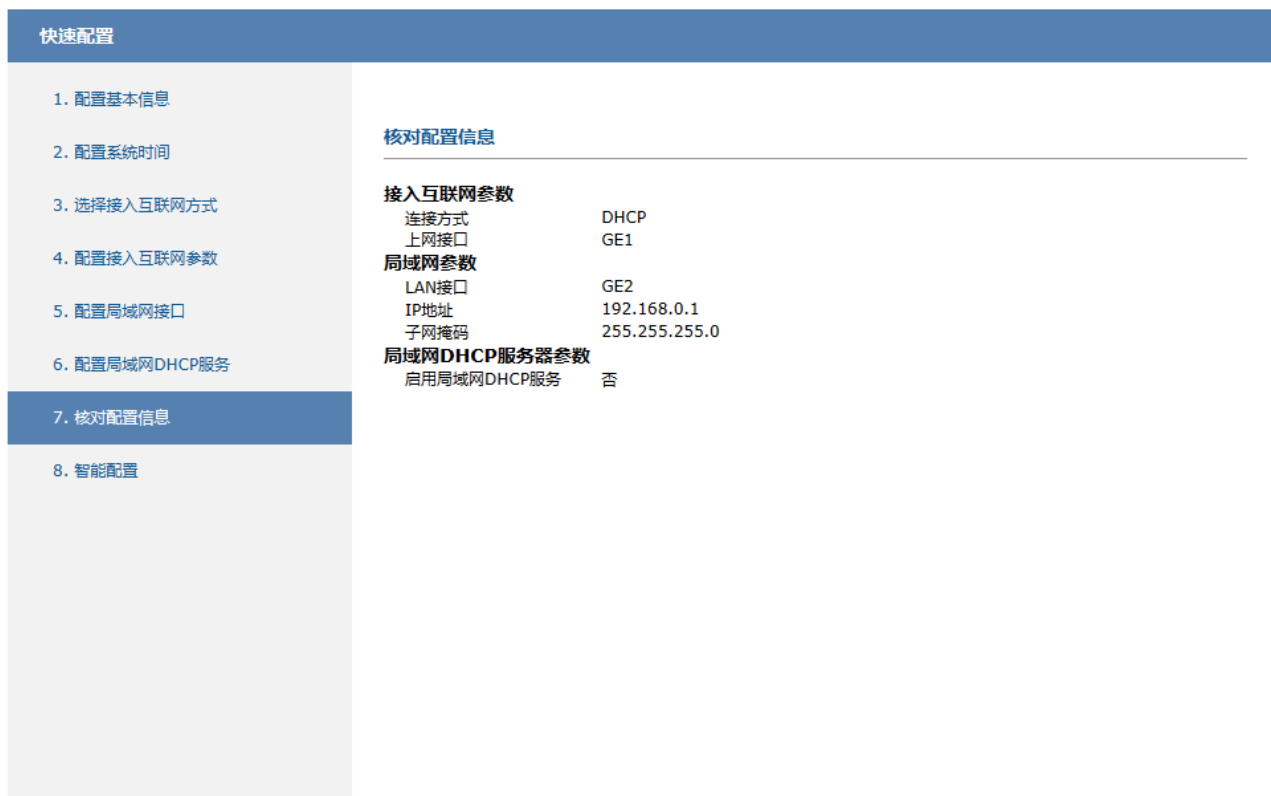 快速配置
1. 配置基本信息
2. 配置系统时间
3. 选择接入互联网方式
4. 配置接入互联网参数
5. 配置局域网接口
6. 配置局域网DHCP服务
7. 核对配置信息
8. 智能配置
核对配置信息
接入互联网参数
连接方式 DHCP
上网接口 GE1
局域网参数
LAN接口 GE2
IP地址 192.168.0.1
子网掩码 255.255.255.0
局域网DHCP服务器参数
启用局域网DHCP服务 否